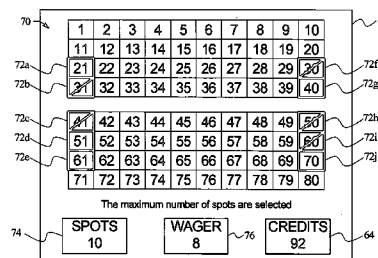 70
1 2 3 4 5 6 7 8 9 10
11 12 13 14 15 16 17 18 19 20
72a 21 22 23 24 25 26 27 28 29 30 72f
72b 31 32 33 34 35 36 37 38 39 40 72g
72c 41 42 43 44 45 46 47 48 49 50 72h
72d 51 52 53 54 55 56 57 58 59 60 72i
72e 61 62 63 64 65 66 67 68 69 70 72j
71 72 73 74 75 76 77 78 79 80
The maximum number of spots are selected
74 SPOTS WAGER CREDITS
10 8 76 92 64